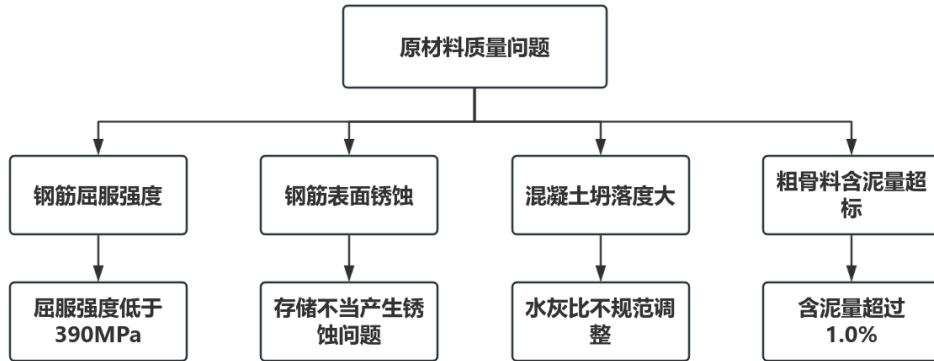 原材料质量问题
钢筋屈服强度
钢筋表面锈蚀
混凝土坍落度大
粗骨料含泥量超
标
屈服强度低于
390MPa
存储不当产生锈
蚀问题
水灰比不规范调
整
含泥量超过
1.0%